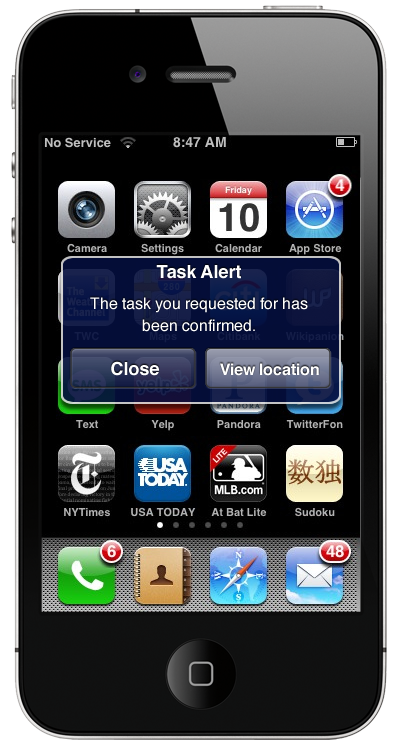 No Service 8:47 AM
Friday
10
4
Camera Settings Calendar App Store
Task Alert
The task you requested for has
been confirmed.
Close View location
TWC Maps Citibank Wikipanion
PANDORA
Text Yelp Pandora TwitterFon
USA
TODAY
LITE
MLB.com
数独
NYTimes USA TODAY At Bat Lite Sudoku
6
48